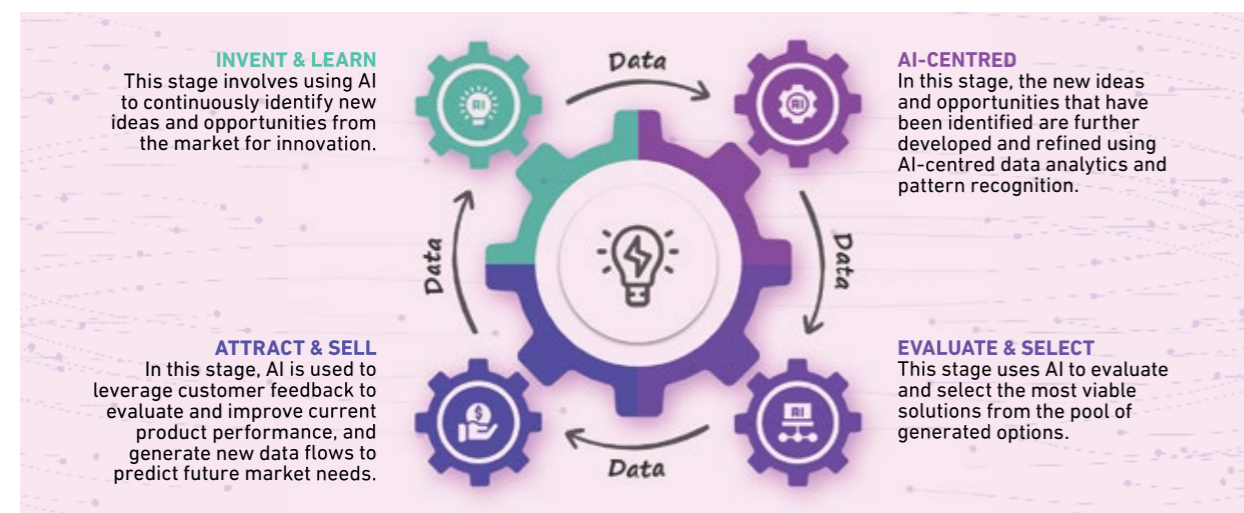 INVENT & LEARN
This stage involves using AI
to continuously identify new
ideas and opportunities from
the market for innovation.
Data
AI-CENTRED
In this stage, the new ideas
and opportunities that have
been identified are further
developed and refined using
AI-centred data analytics and
pattern recognition.
AI
AI
Data
Data
ATTRACT & SELL
In this stage, AI is used to
leverage customer feedback to
evaluate and improve current
product performance, and
generate new data flows to
predict future market needs.
$
Data
AI
EVALUATE & SELECT
This stage uses AI to evaluate
and select the most viable
solutions from the pool of
generated options.